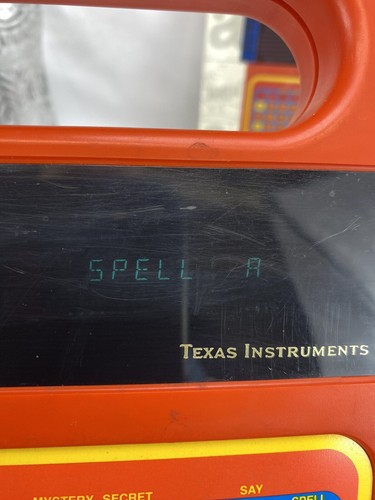 SPELL A
TEXAS INSTRUMENTS
MYSTERY SECRET
SAY
SPELL